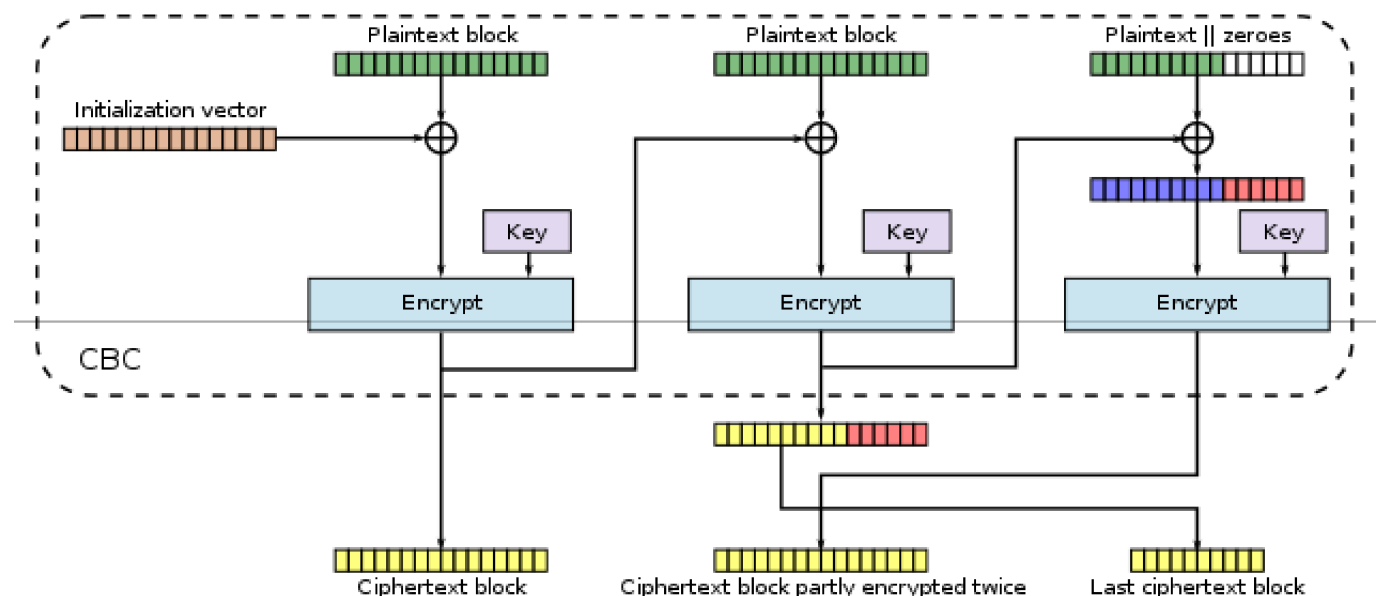 Plaintext block
Plaintext block
Plaintext || zeroes
Initialization vector
Key
Key
Key
Encrypt
Encrypt
Encrypt
CBC
Ciphertext block
Ciphertext block partly encrypted twice
Last ciphertext block